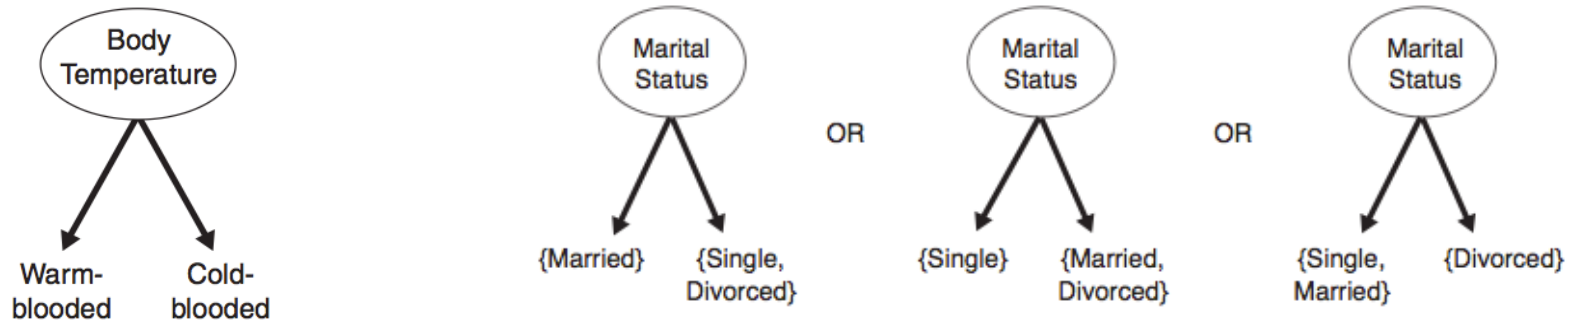 Body
Temperature
Warm-
blooded
Cold-
blooded
Marital
Status
{Married}
{Single,
Divorced}
OR
Marital
Status
{Single}
{Married,
Divorced}
OR
Marital
Status
{Single,
Married}
{Divorced}